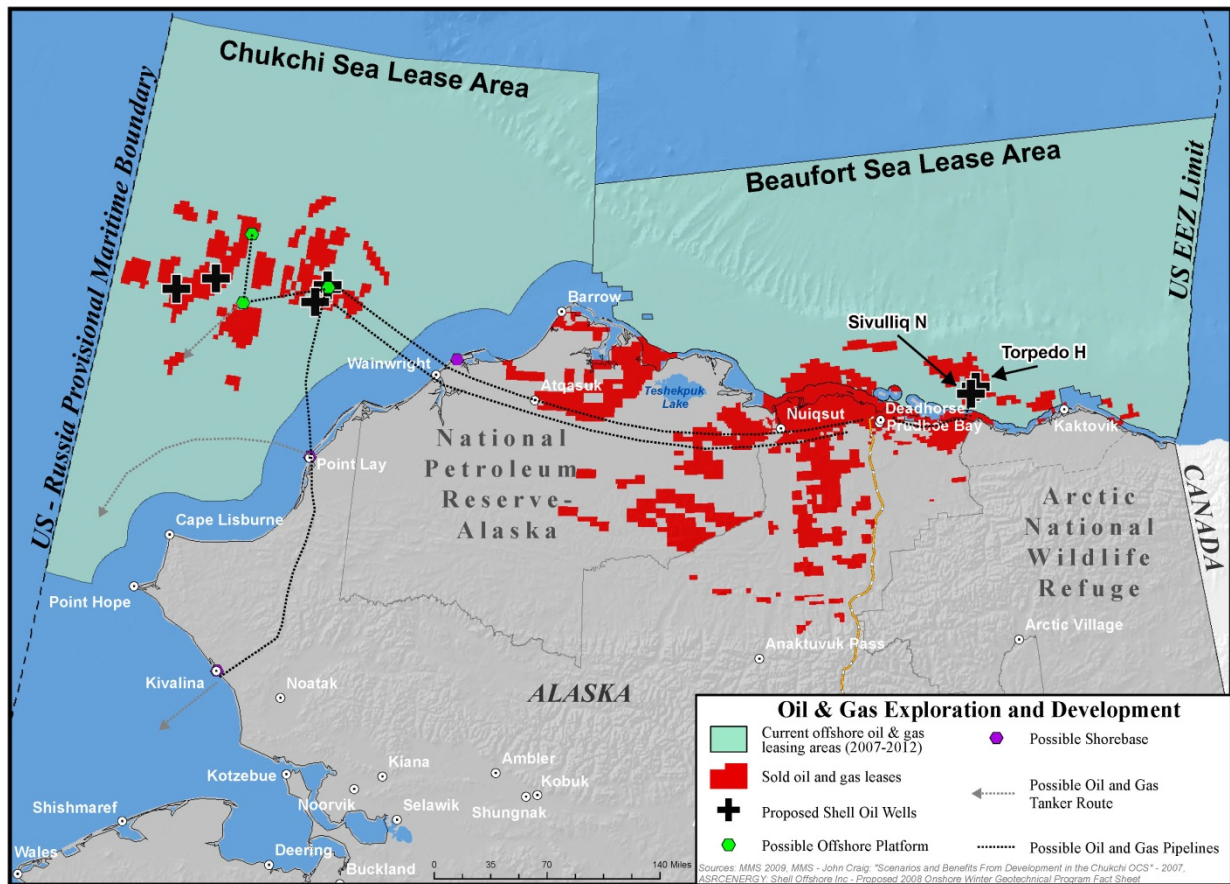 Chukchi Sea Lease Area
Beaufort Sea Lease Area
US - Russia Provisional Maritime Boundary
US EEZ Limit
Barrow
Sivulliq N
Torpedo H
Wainwright
Atqasuk
Teshekpuk
Lake
Nuiqsut
Deadhorse
Prudhoe Bay
Kaktovik
Point Lay
National
Petroleum
Reserve-
Alaska
Arctic
National
Wildlife
Refuge
CANADA
Cape Lisburne
Point Hope
Anaktuvuk Pass
Arctic Village
Kivalina
Noatak
ALASKA
Kotzebue
Kiana
Ambler
Kobuk
Noorvik
Selawik
Shungnak
Shishmaref
Wales
Deering
Buckland
0 35 70 140 Miles
Oil & Gas Exploration and Development
Current offshore oil & gas
leasing areas (2007-2012)
Sold oil and gas leases
Proposed Shell Oil Wells
Possible Offshore Platform
Possible Shorebase
Possible Oil and Gas
Tanker Route
Possible Oil and Gas Pipelines
Sources: MMS 2009, MMS - John Craig: "Scenarios and Benefits From Development in the Chukchi OCS" - 2007,
ASRCENERGY: Shell Offshore Inc - Proposed 2008 Onshore Winter Geotechnical Program Fact Sheet